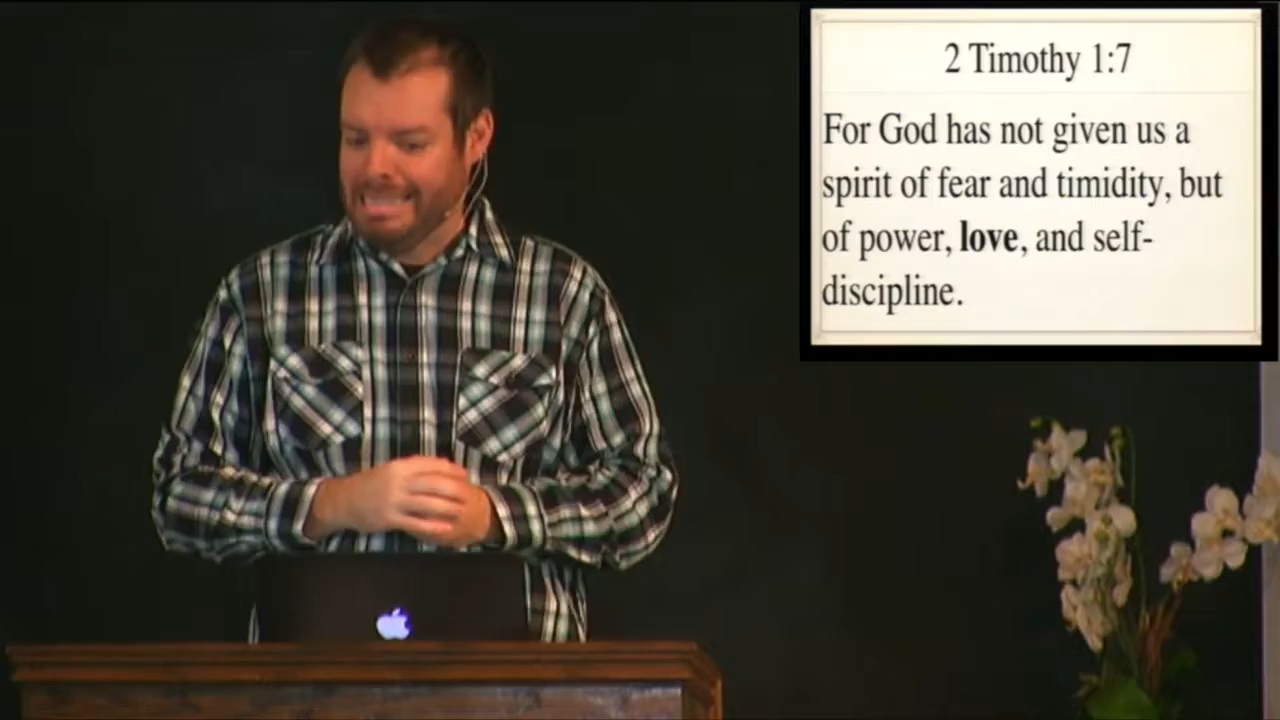 2 Timothy 1:7
For God has not given us a
spirit of fear and timidity, but
of power, love, and self-
discipline.